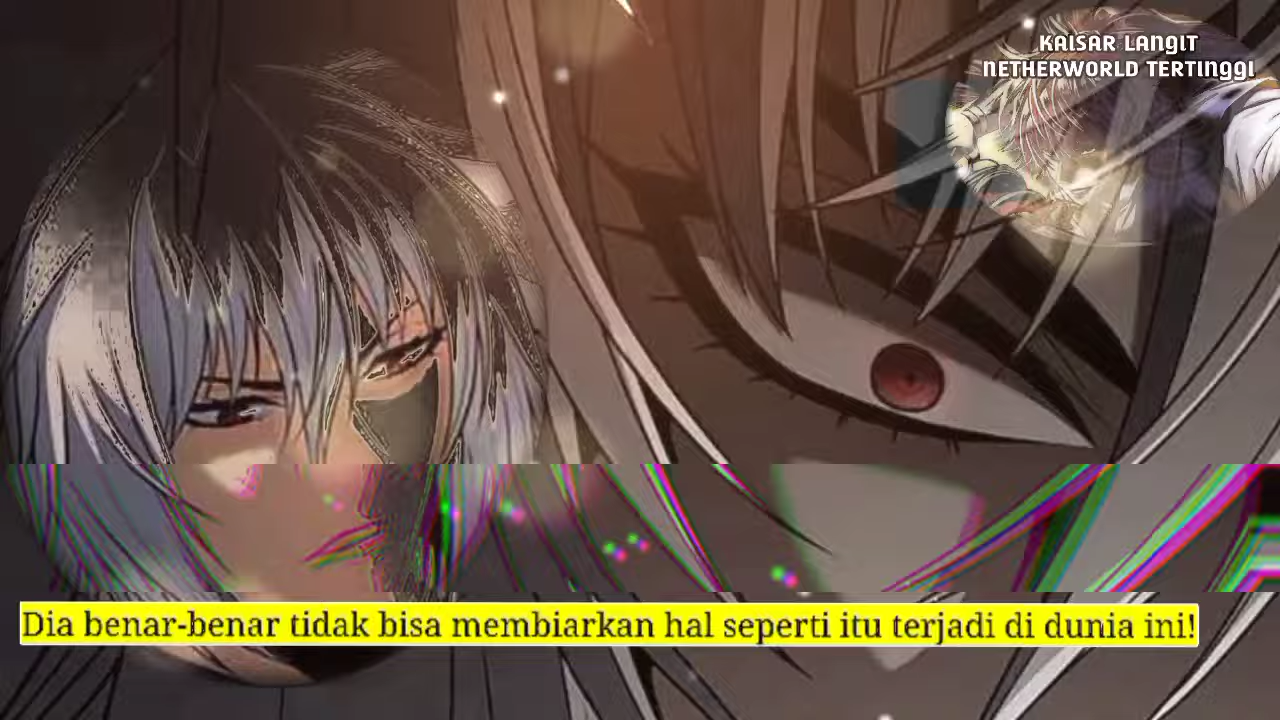 KAISAR LANGIT
NETHERWORLD TERTINGGI
Dia benar-benar tidak bisa membiarkan hal seperti itu terjadi di dunia ini!